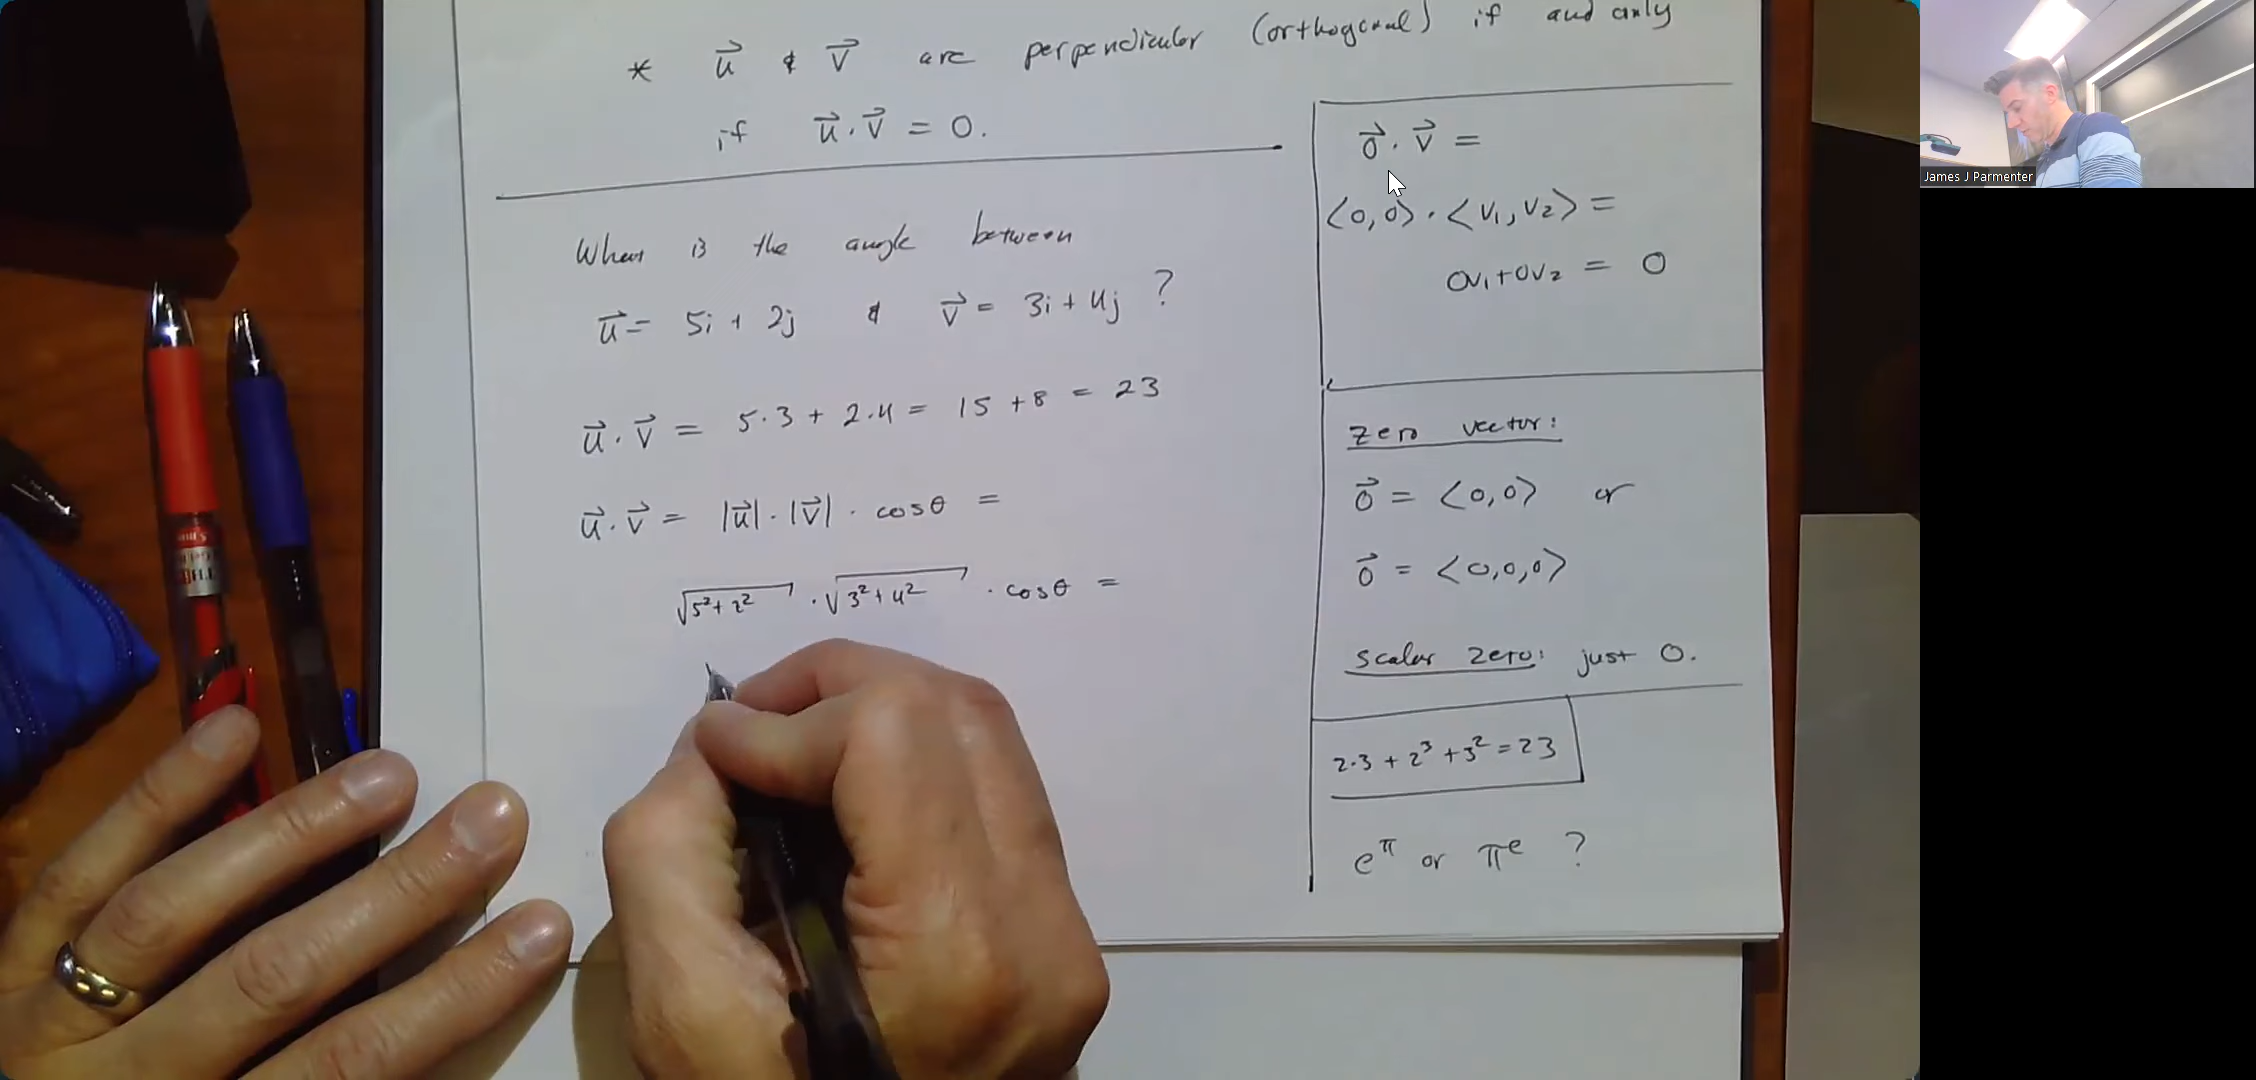 * u⃗ & v⃗ are perpendicular (orthogonal) if and only
if u⃗ · v⃗ = 0.
What is the angle between
u⃗ = 5i + 2j & v⃗ = 3i + 4j ?
u⃗ · v⃗ = 5·3 + 2·4 = 15 + 8 = 23
u⃗ · v⃗ = |u⃗| · |v⃗| · cosθ =
√(5²+2²) · √(3²+4²) · cosθ =
0⃗ · v⃗ =
⟨0,0⟩ · ⟨v₁, v₂⟩ =
0v₁+0v₂ = 0
Zero vector:
0⃗ = ⟨0,0⟩ or
0⃗ = ⟨0,0,0⟩
Scalar zero: just 0.
2·3 + 2³ + 3² = 23
e^π or π^e ?
James J Parmenter